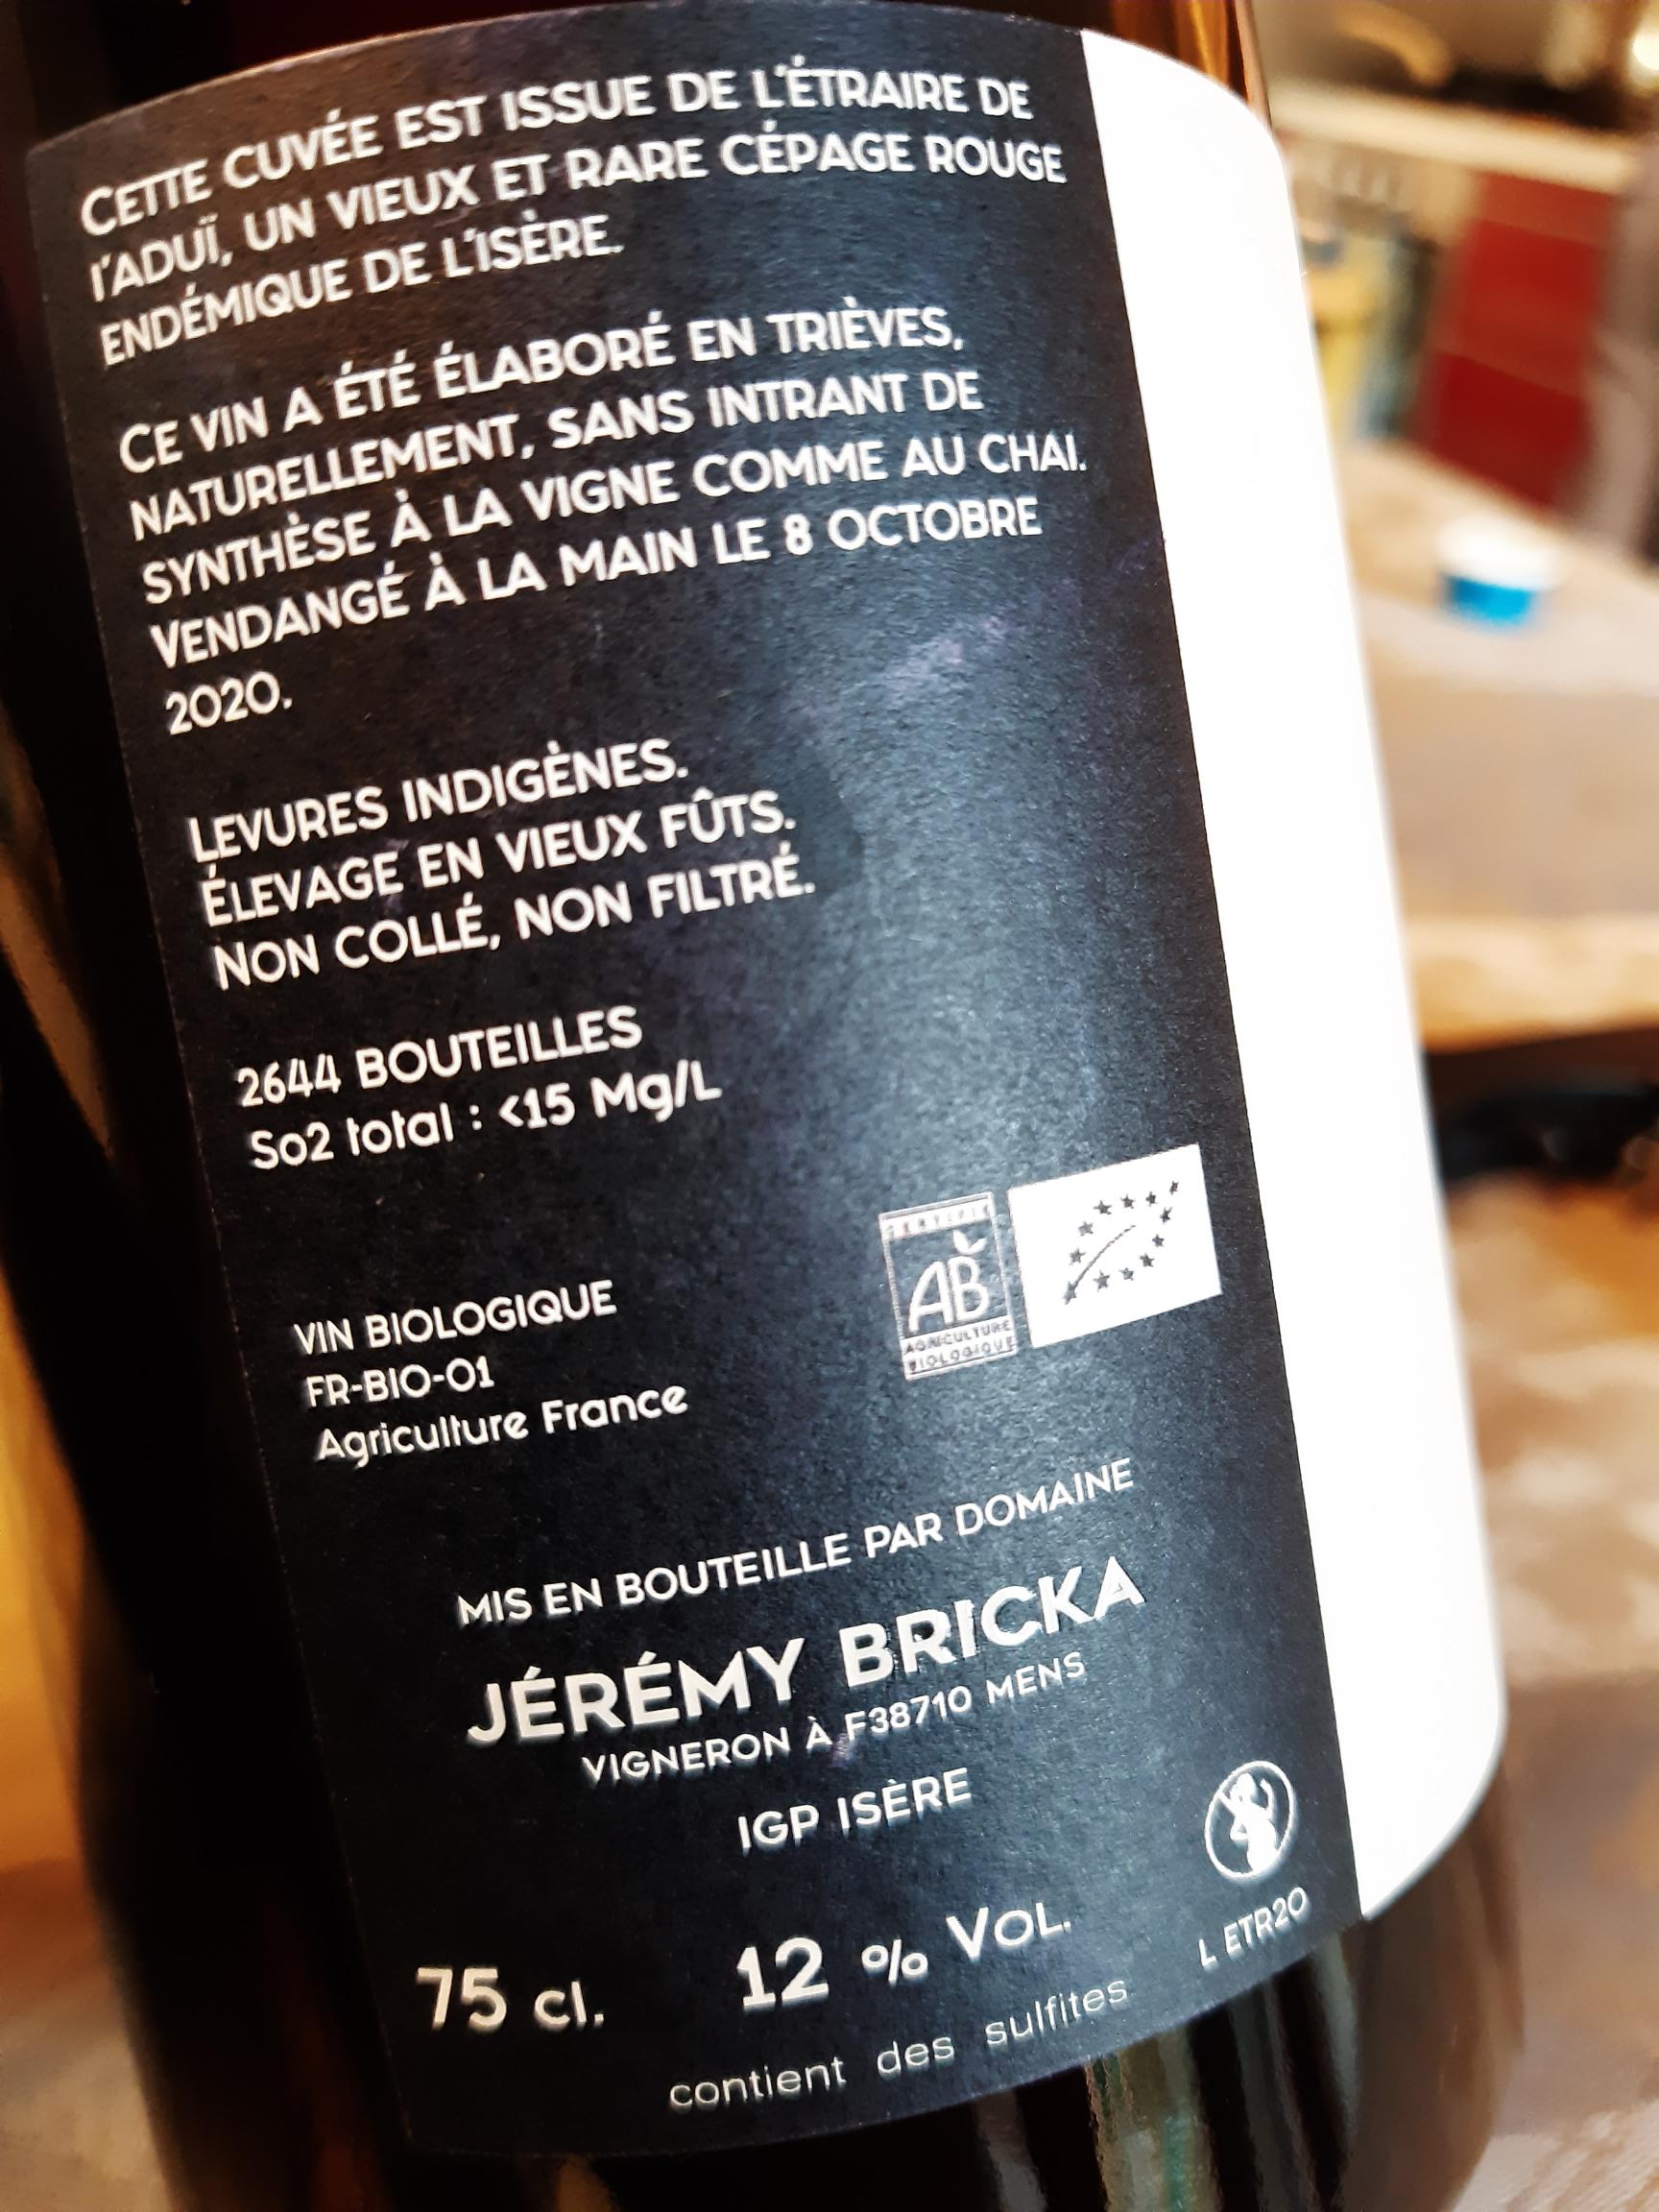 CETTE CUVÉE EST ISSUE DE L'ÉTRAIRE DE
l'ADUÏ, UN VIEUX ET RARE CÉPAGE ROUGE
ENDÉMIQUE DE L'ISÈRE.
CE VIN A ÉTÉ ÉLABORÉ EN TRIÈVES,
NATURELLEMENT, SANS INTRANT DE
SYNTHÈSE À LA VIGNE COMME AU CHAI.
VENDANGÉ À LA MAIN LE 8 OCTOBRE
2020.
LEVURES INDIGÈNES.
ÉLEVAGE EN VIEUX FÛTS.
NON COLLÉ, NON FILTRÉ.
2644 BOUTEILLES
So2 total : <15 Mg/L
CERTIFIÉ
AB
AGRICULTURE
BIOLOGIQUE
VIN BIOLOGIQUE
FR-BIO-01
Agriculture France
MIS EN BOUTEILLE PAR DOMAINE
JÉRÉMY BRICKA
VIGNERON À F38710 MENS
IGP ISÈRE
75 cl.
12 % VOL.
L ETR20
contient des sulfites